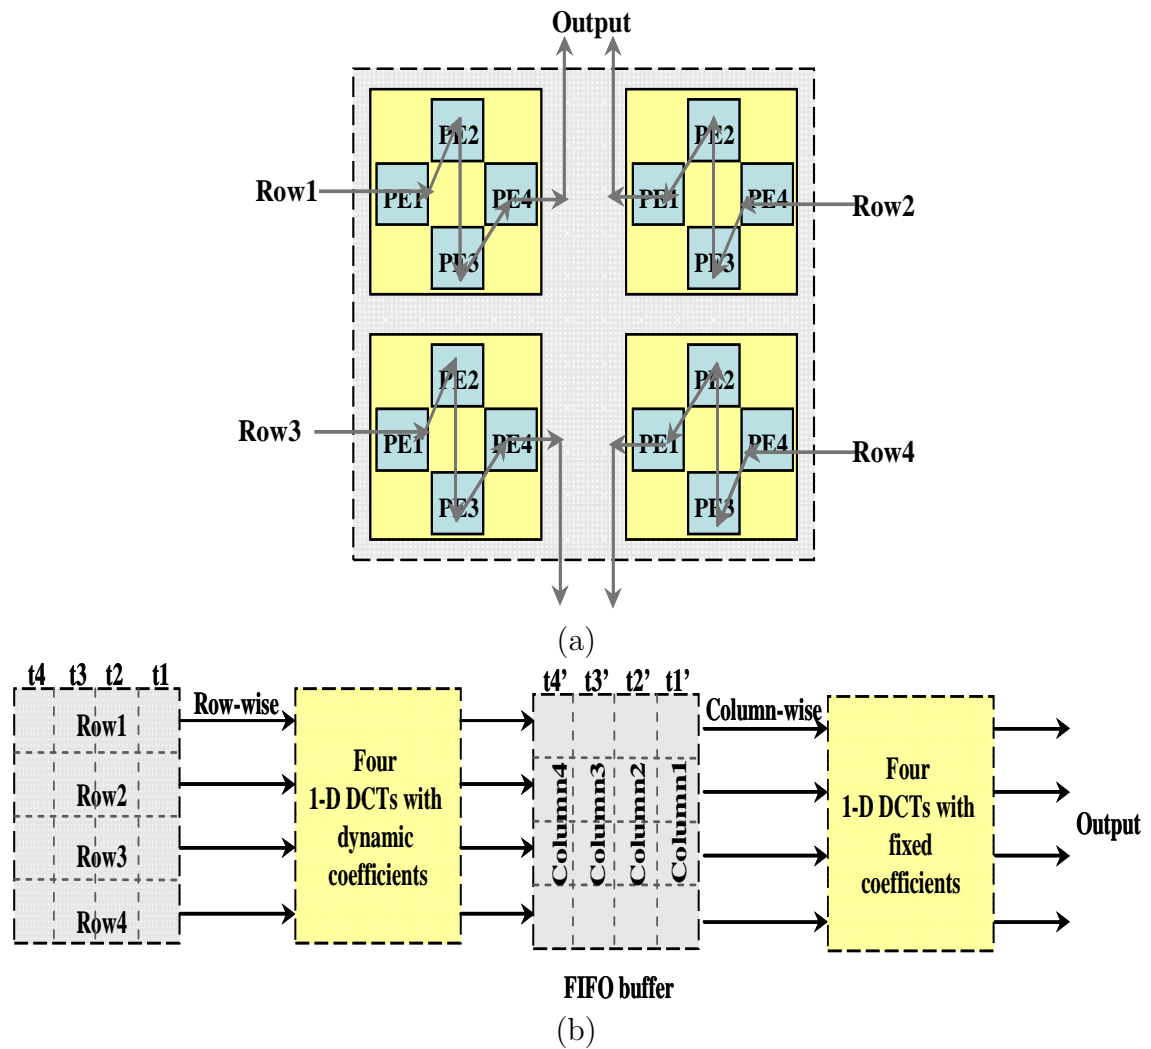 Output
PE2
PE2
Row1
PE1
PE4
PE1
PE4
Row2
PE3
PE3
PE2
PE2
Row3
PE1
PE4
PE1
PE4
Row4
PE3
PE3
(a)
t4 t3 t2 t1
t4' t3' t2' t1'
Row1
Row2
Row3
Row4
Row-wise
Four
1-D DCTs with
dynamic
coefficients
Column4
Column3
Column2
Column1
Column-wise
Four
1-D DCTs with
fixed
coefficients
Output
FIFO buffer
(b)